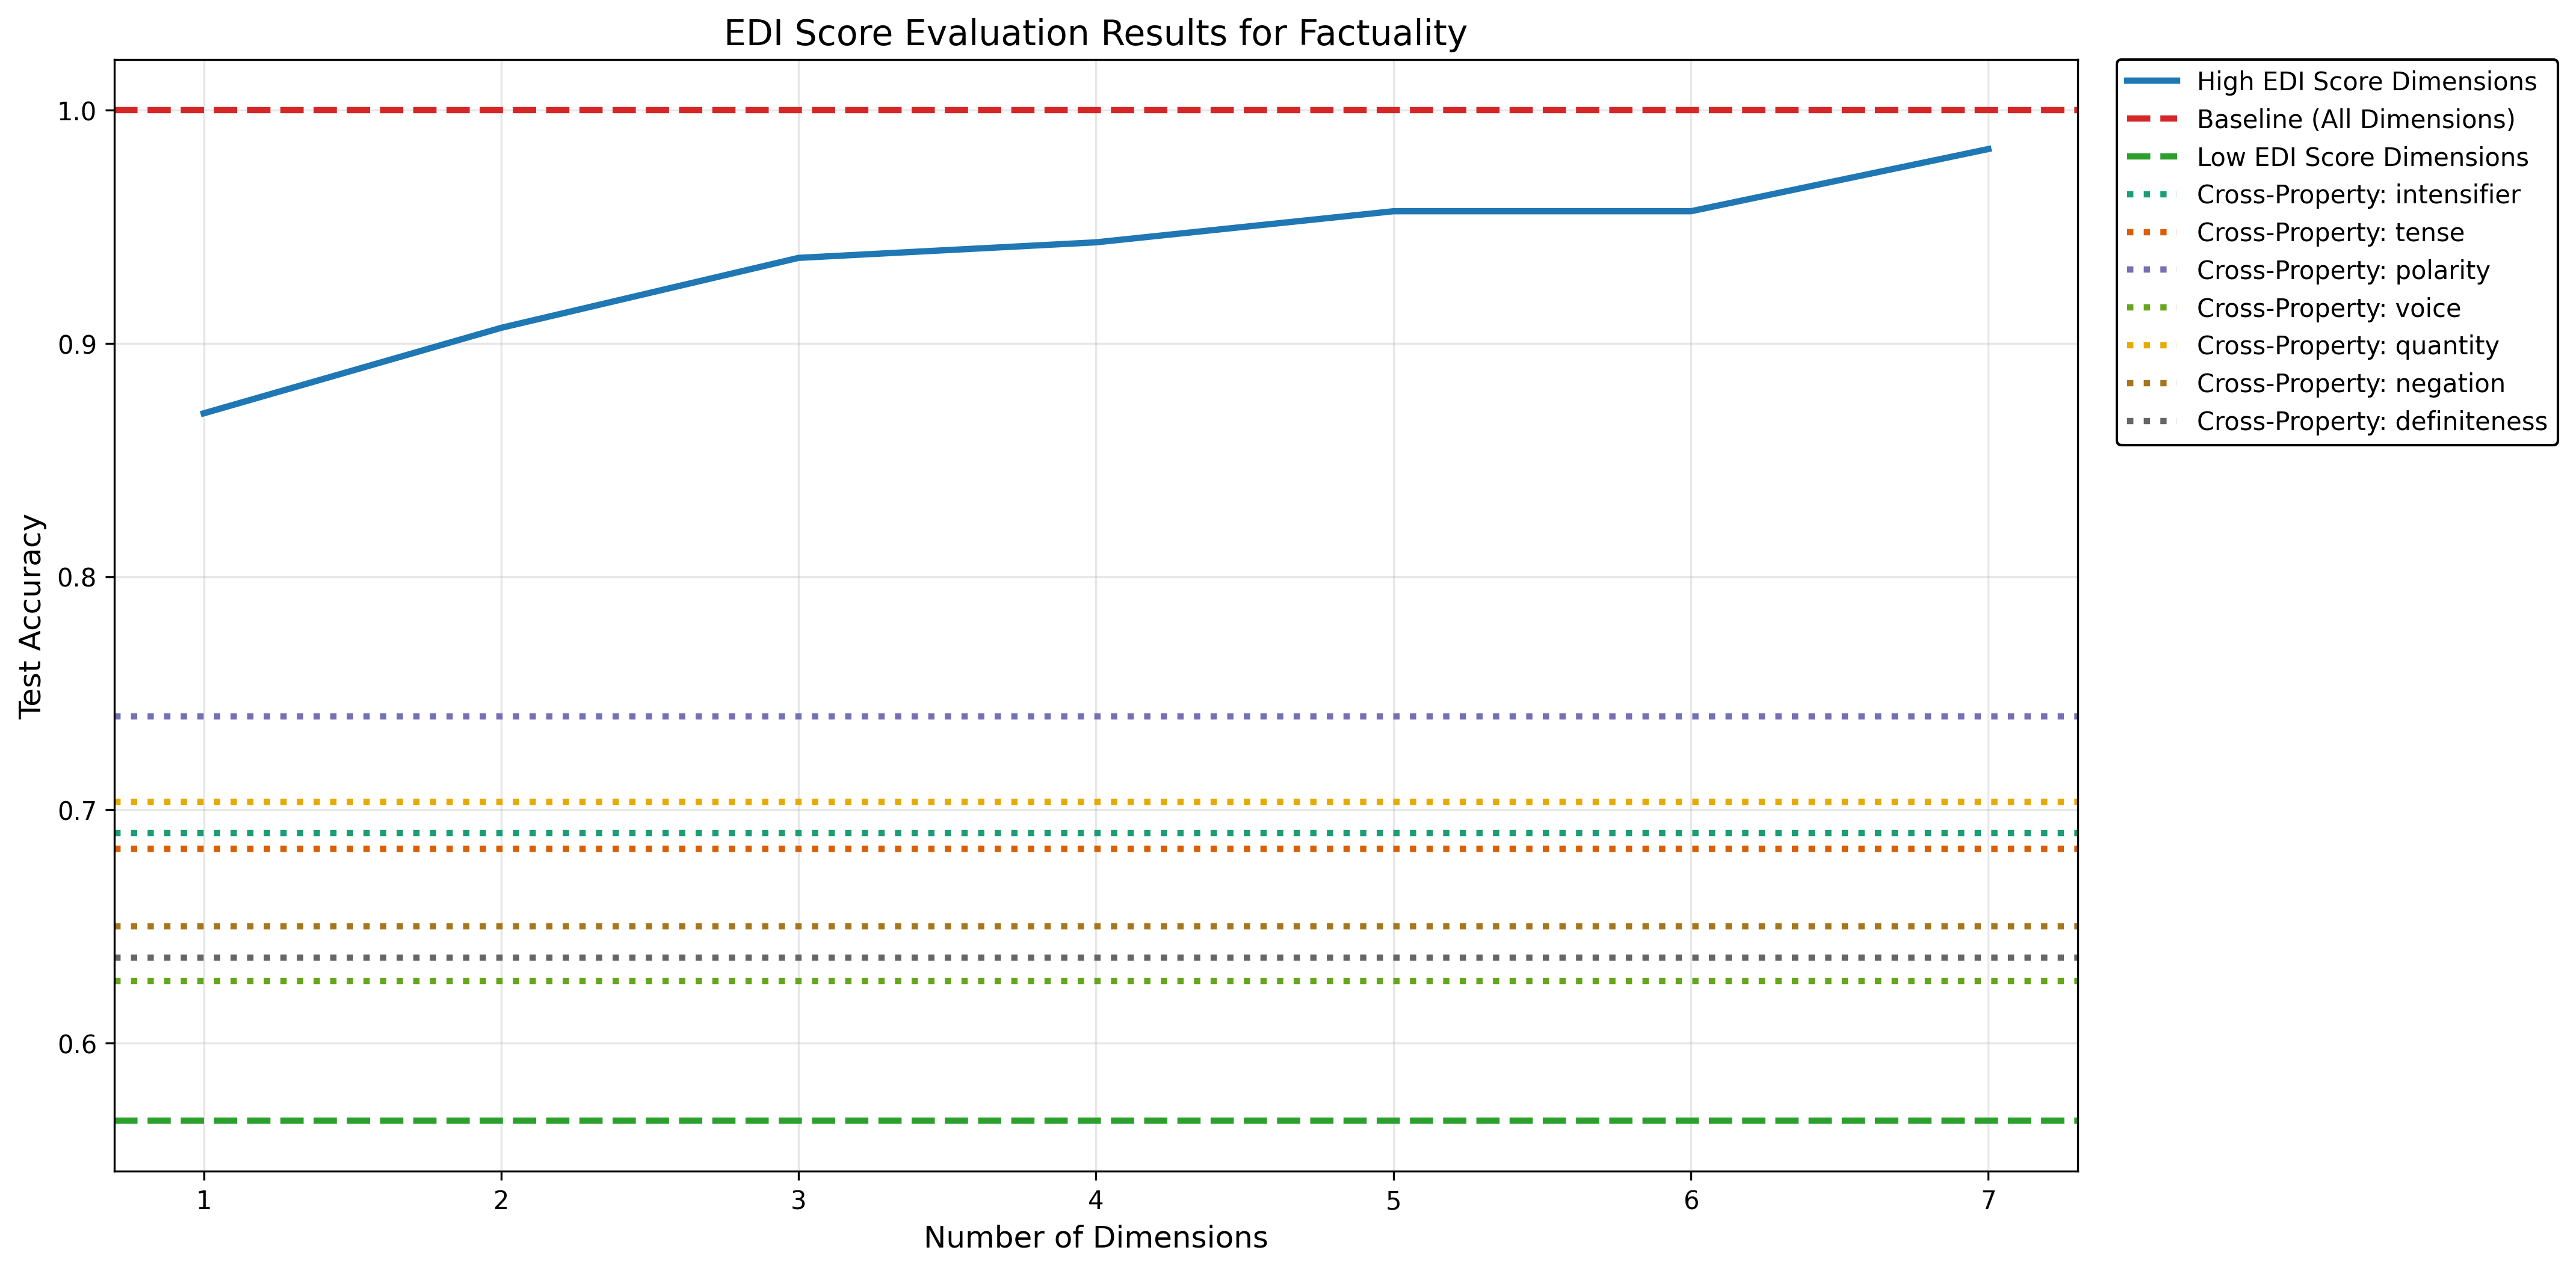 EDI Score Evaluation Results for Factuality
Test Accuracy
1.0
0.9
0.8
0.7
0.6
1 2 3 4 5 6 7
Number of Dimensions
High EDI Score Dimensions
Baseline (All Dimensions)
Low EDI Score Dimensions
Cross-Property: intensifier
Cross-Property: tense
Cross-Property: polarity
Cross-Property: voice
Cross-Property: quantity
Cross-Property: negation
Cross-Property: definiteness